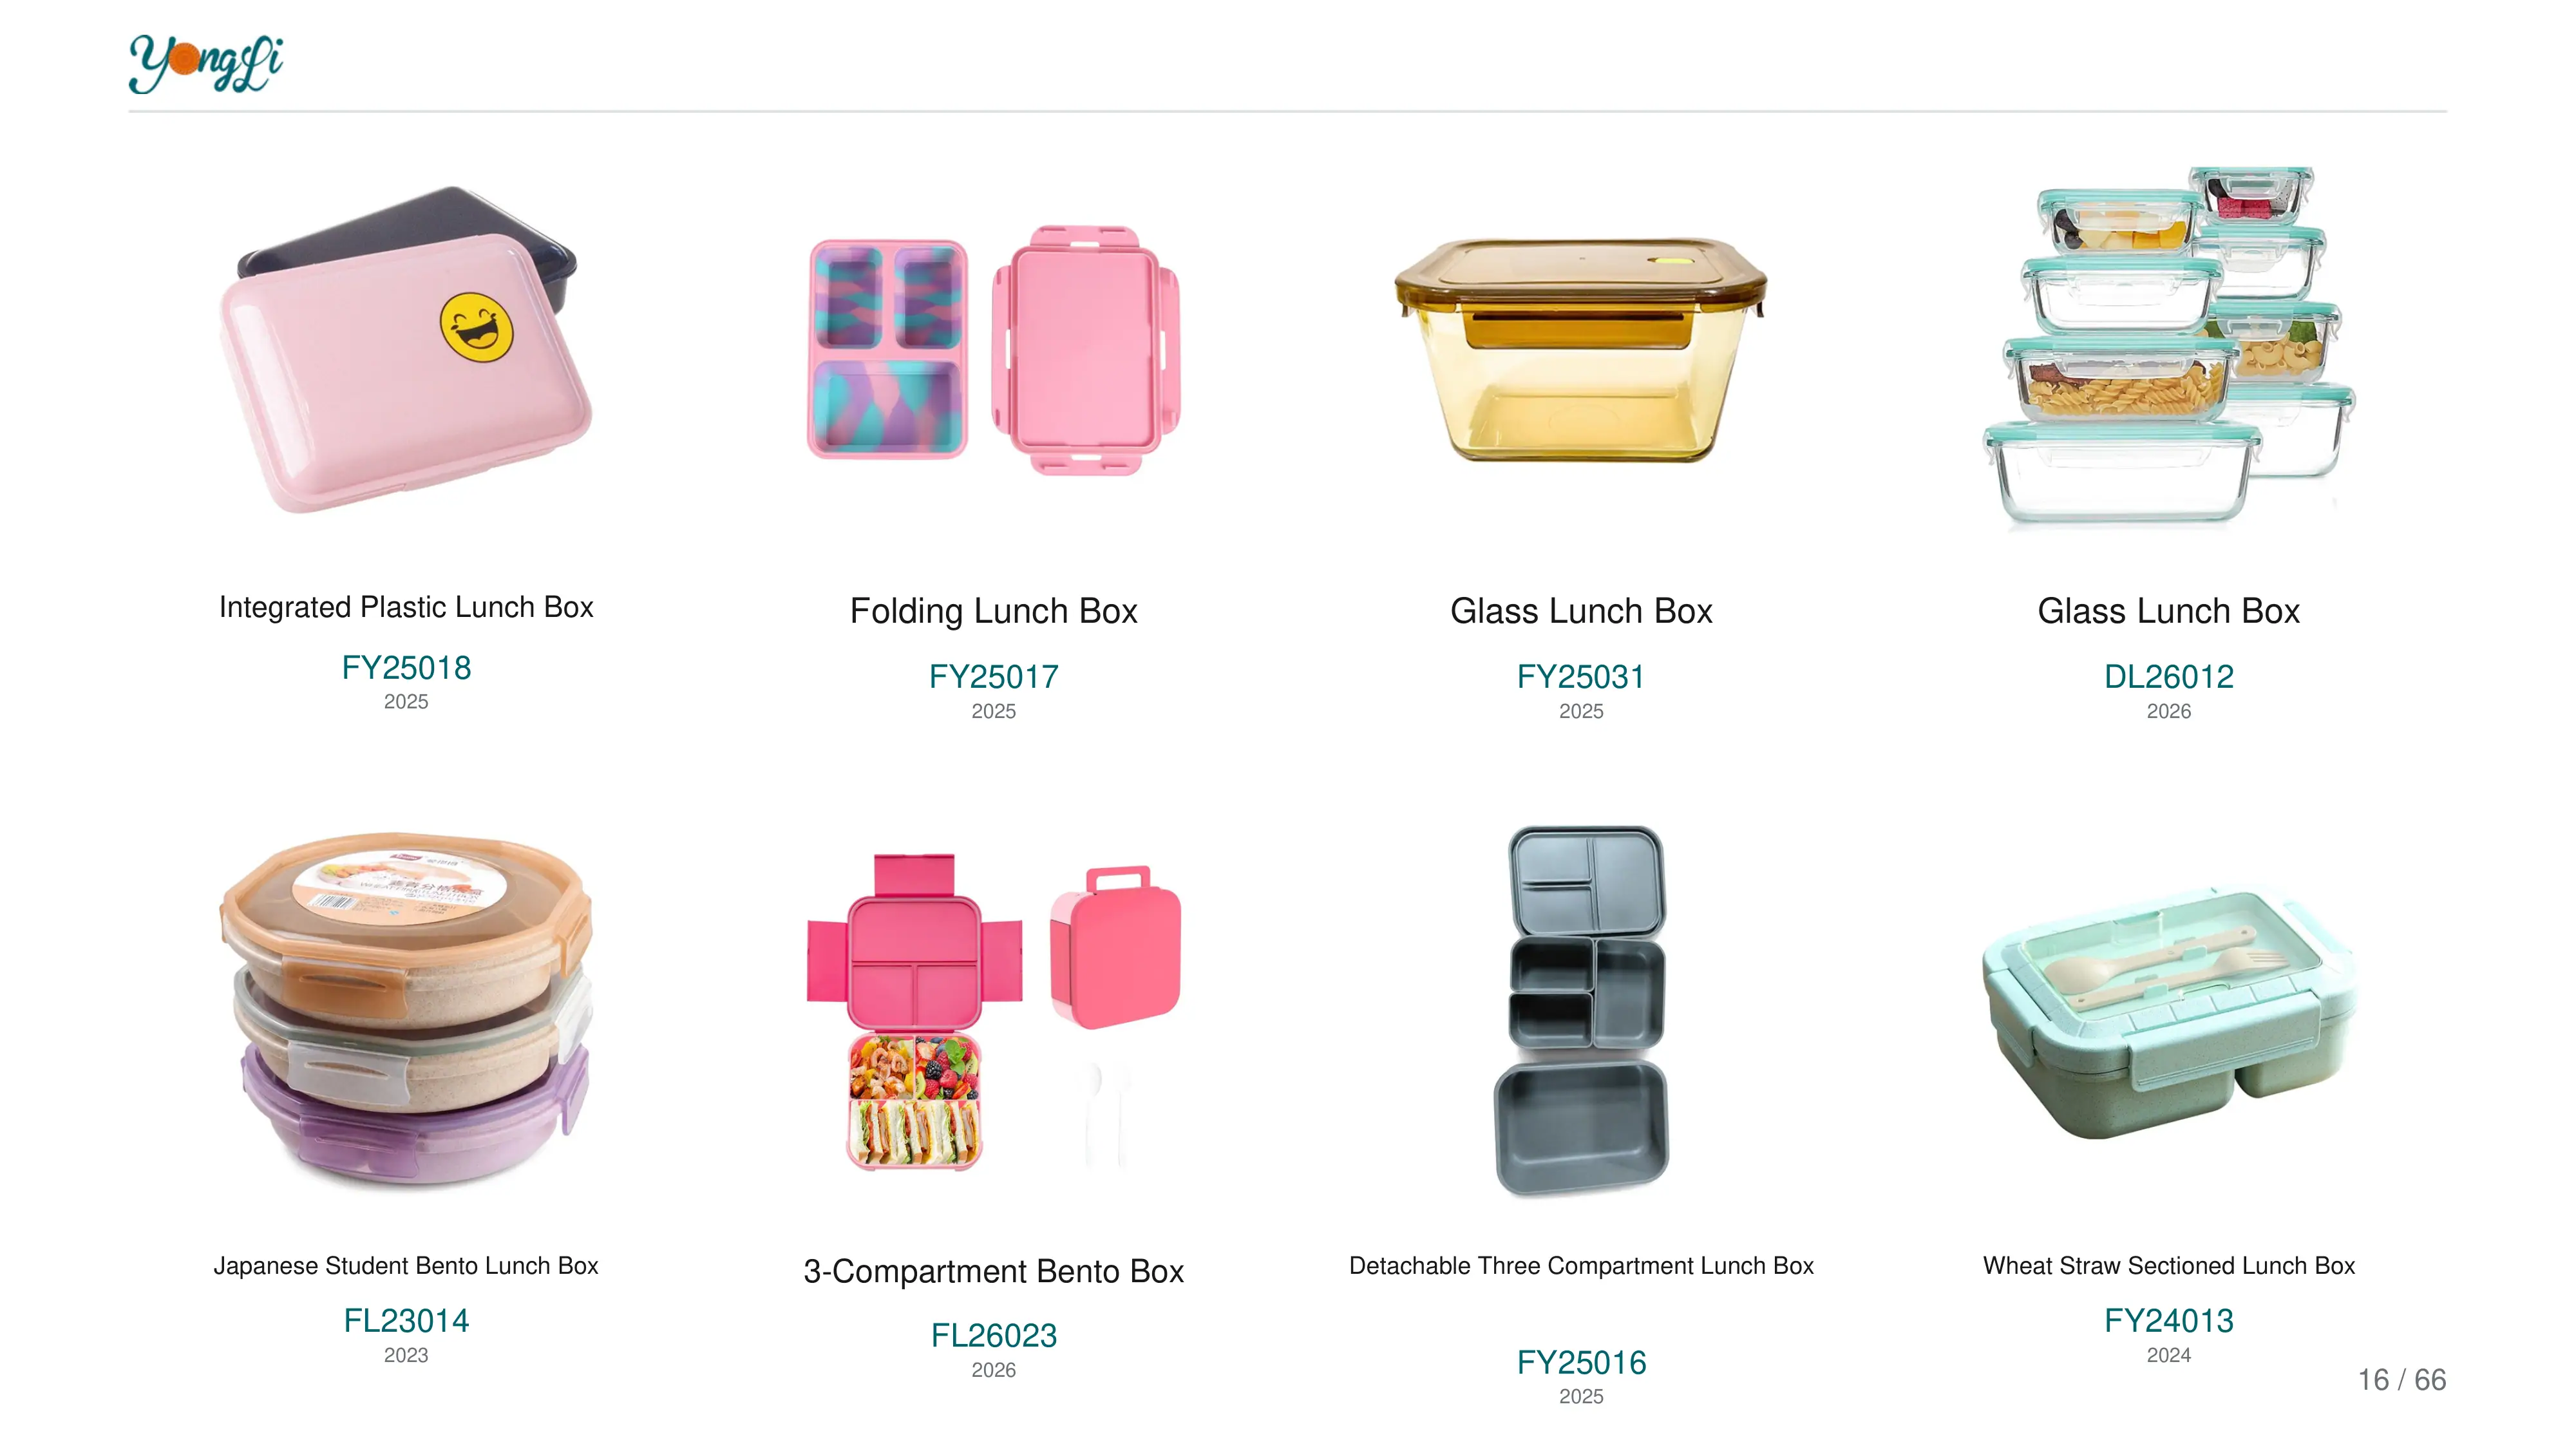 YongLi
Integrated Plastic Lunch Box
FY25018
2025
Folding Lunch Box
FY25017
2025
Glass Lunch Box
FY25031
2025
Glass Lunch Box
DL26012
2026
Japanese Student Bento Lunch Box
FL23014
2023
3-Compartment Bento Box
FL26023
2026
Detachable Three Compartment Lunch Box
FY25016
2025
Wheat Straw Sectioned Lunch Box
FY24013
2024
16 / 66